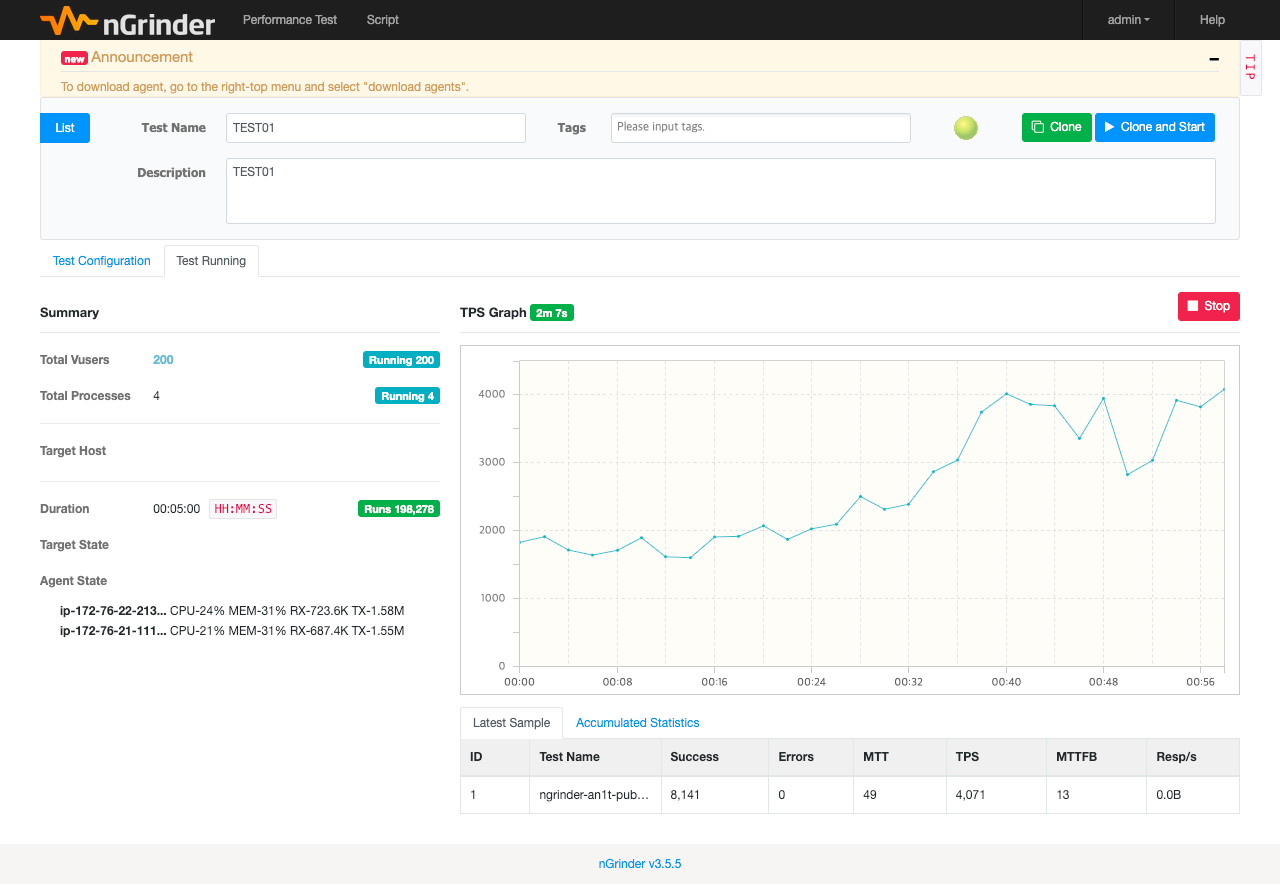 nGrinder Performance Test Script admin Help
new Announcement
TIP
To download agent, go to the right-top menu and select "download agents".
List Test Name TEST01 Tags Please input tags. Clone Clone and Start
Description TEST01
Test Configuration Test Running
Summary
Total Vusers 200 Running 200
Total Processes 4 Running 4
Target Host
Duration 00:05:00 HH:MM:SS Runs 198,278
Target State
Agent State
ip-172-76-22-213... CPU-24% MEM-31% RX-723.6K TX-1.58M
ip-172-76-21-111... CPU-21% MEM-31% RX-687.4K TX-1.55M
TPS Graph 2m 7s Stop
4000
3000
2000
1000
0
00:00 00:08 00:16 00:24 00:32 00:40 00:48 00:56
Latest Sample Accumulated Statistics
ID Test Name Success Errors MTT TPS MTTFB Resp/s
1 ngrinder-an1t-pub... 8,141 0 49 4,071 13 0.0B
nGrinder v3.5.5